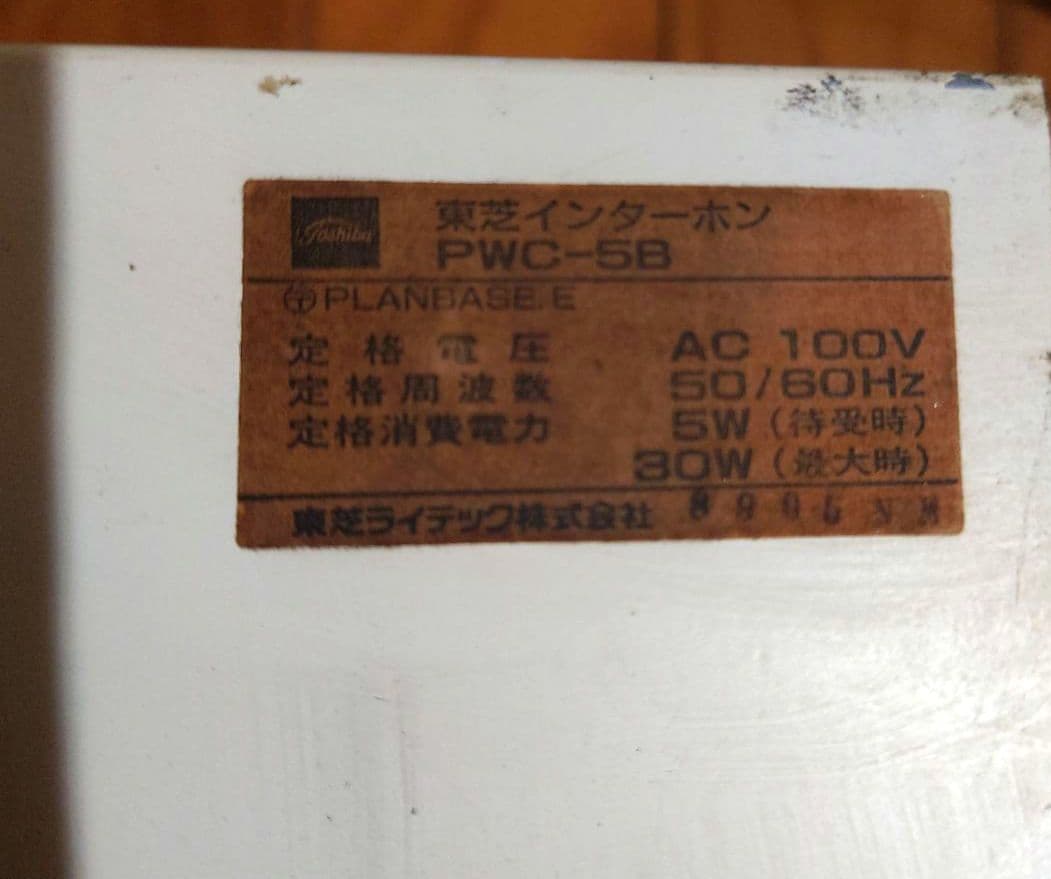 Toshiba
東芝インターホン
PWC-5B
PLANBASE.E
定格電圧 AC 100V
定格周波数 50/60Hz
定格消費電力 5W (待受時)
30W (最大時)
東芝ライテック株式会社